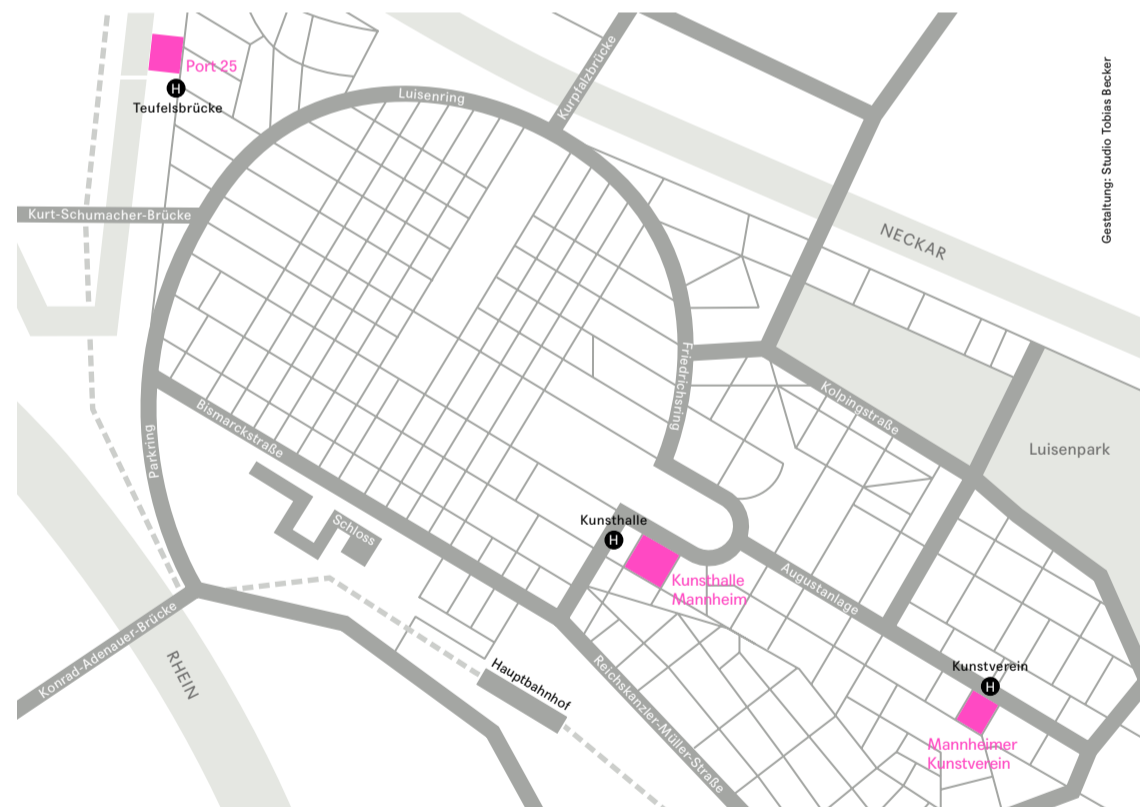 Port 25
H
Teufelsbrücke
Luisenring
Kurpfalzbrücke
Gestaltung: Studio Tobias Becker
Kurt-Schumacher-Brücke
NECKAR
Friedrichsring
Kolpingstraße
Luisenpark
Bismarckstraße
Parkring
Schloss
Kunsthalle
H
Kunsthalle
Mannheim
Augustanlage
Konrad-Adenauer-Brücke
RHEIN
Hauptbahnhof
Reichskanzler-Müller-Straße
Kunstverein
H
Mannheimer
Kunstverein